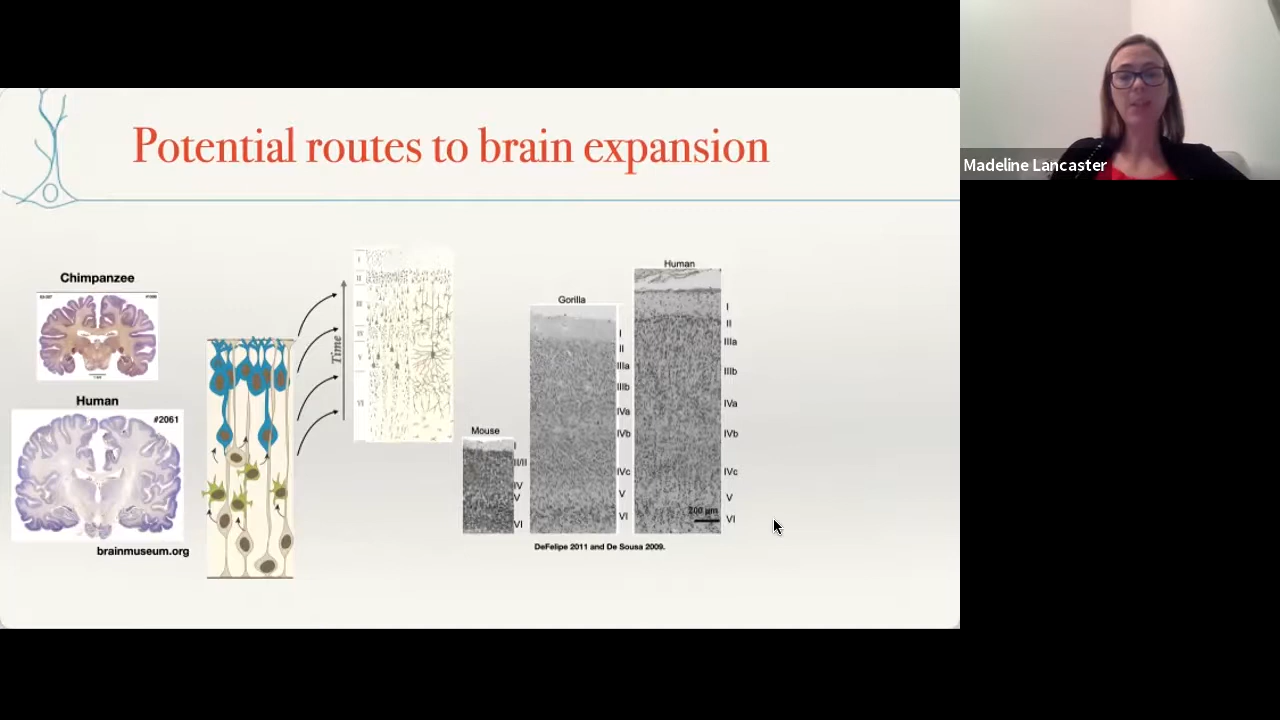 Potential routes to brain expansion
Madeline Lancaster
Chimpanzee
Human
#2061
brainmuseum.org
Time
I
II
III
IV
V
VI
Mouse
I
II/III
IV
V
VI
Gorilla
I
II
IIIa
IIIb
IVa
IVb
IVc
V
VI
Human
I
II
IIIa
IIIb
IVa
IVb
IVc
V
VI
200 µm
DeFelipe 2011 and De Sousa 2009.